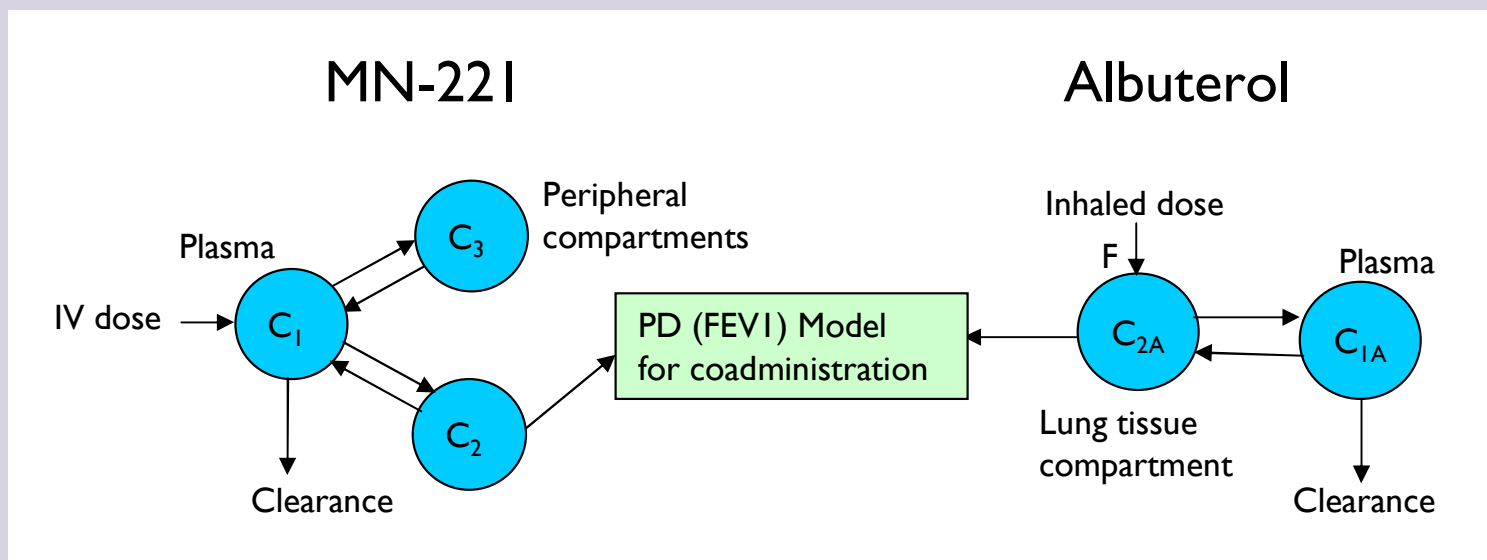 MN-221
Albuterol
Peripheral
compartments
C3
Plasma
IV dose
C1
C2
Clearance
PD (FEV1) Model
for coadministration
Inhaled dose
F
Plasma
C2A
C1A
Lung tissue
compartment
Clearance